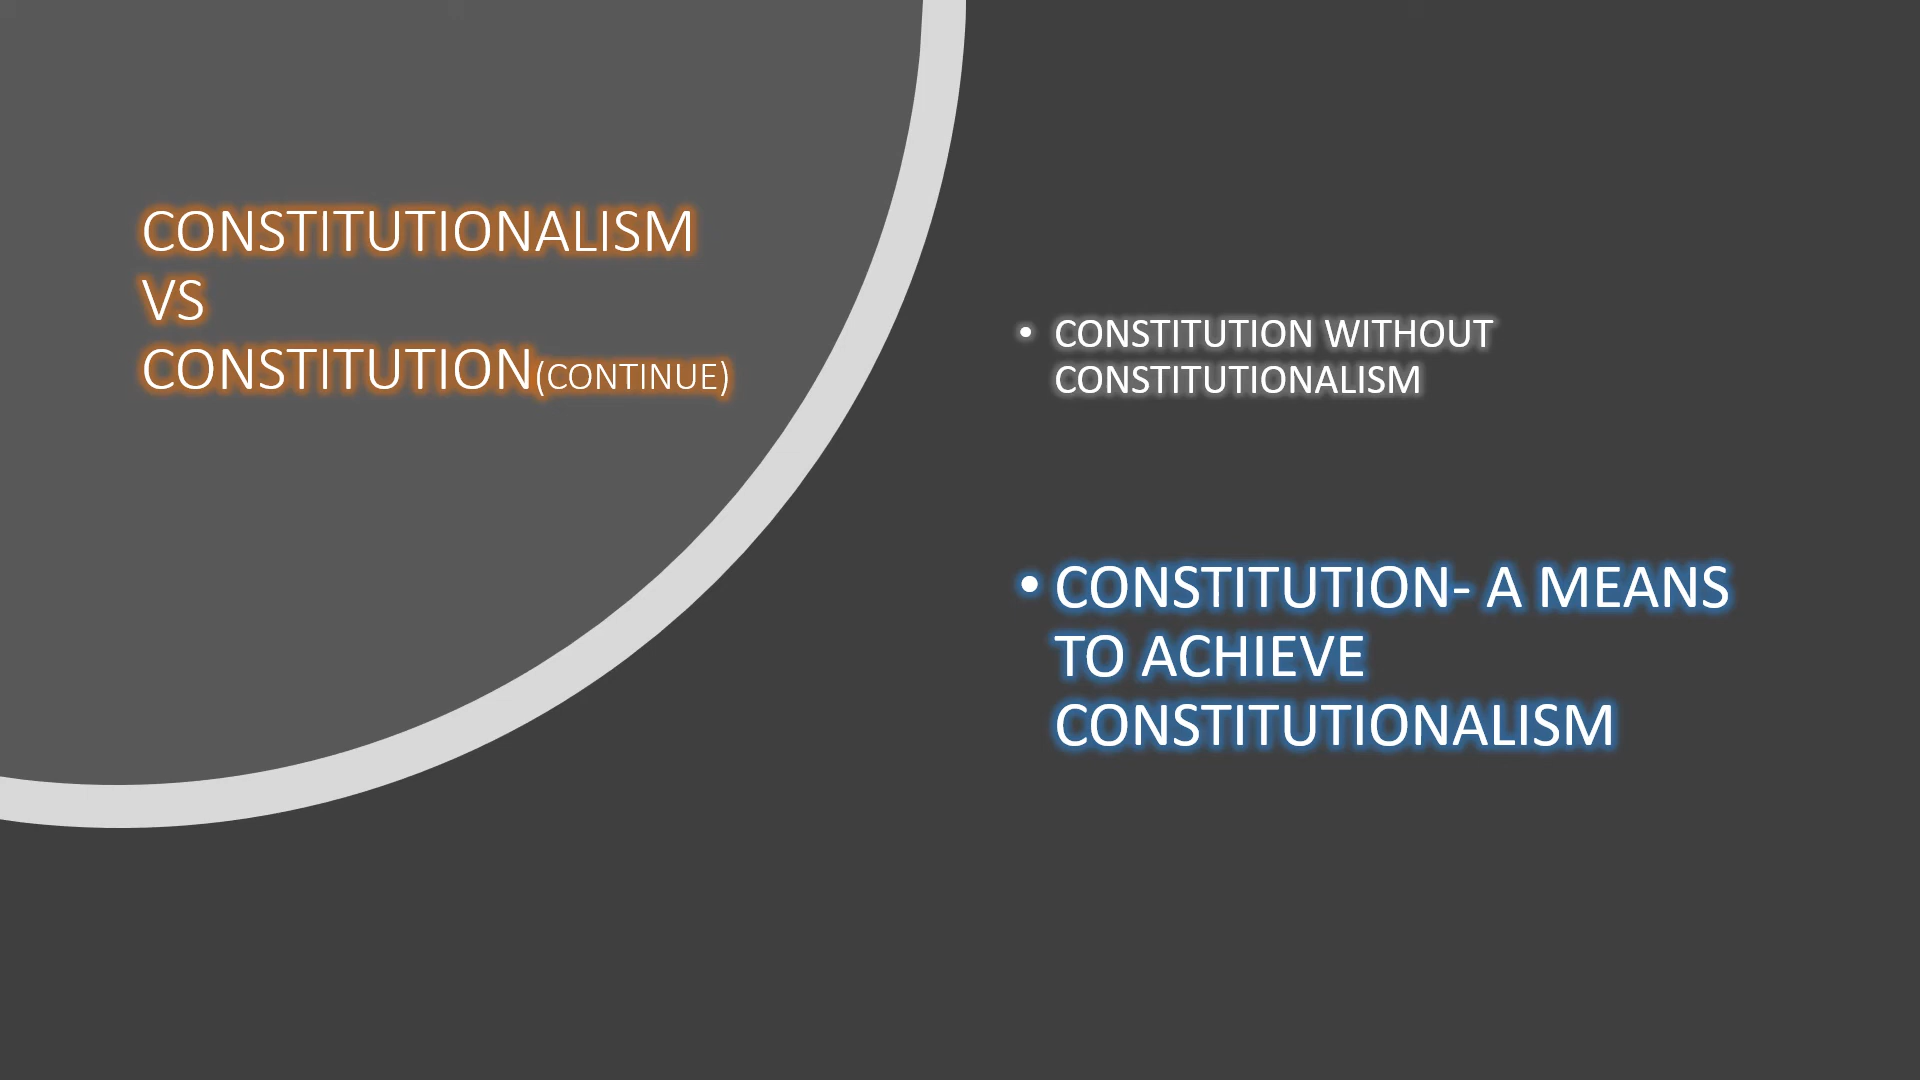 CONSTITUTIONALISM
VS
CONSTITUTION(CONTINUE)
• CONSTITUTION WITHOUT
CONSTITUTIONALISM
• CONSTITUTION- A MEANS
TO ACHIEVE
CONSTITUTIONALISM